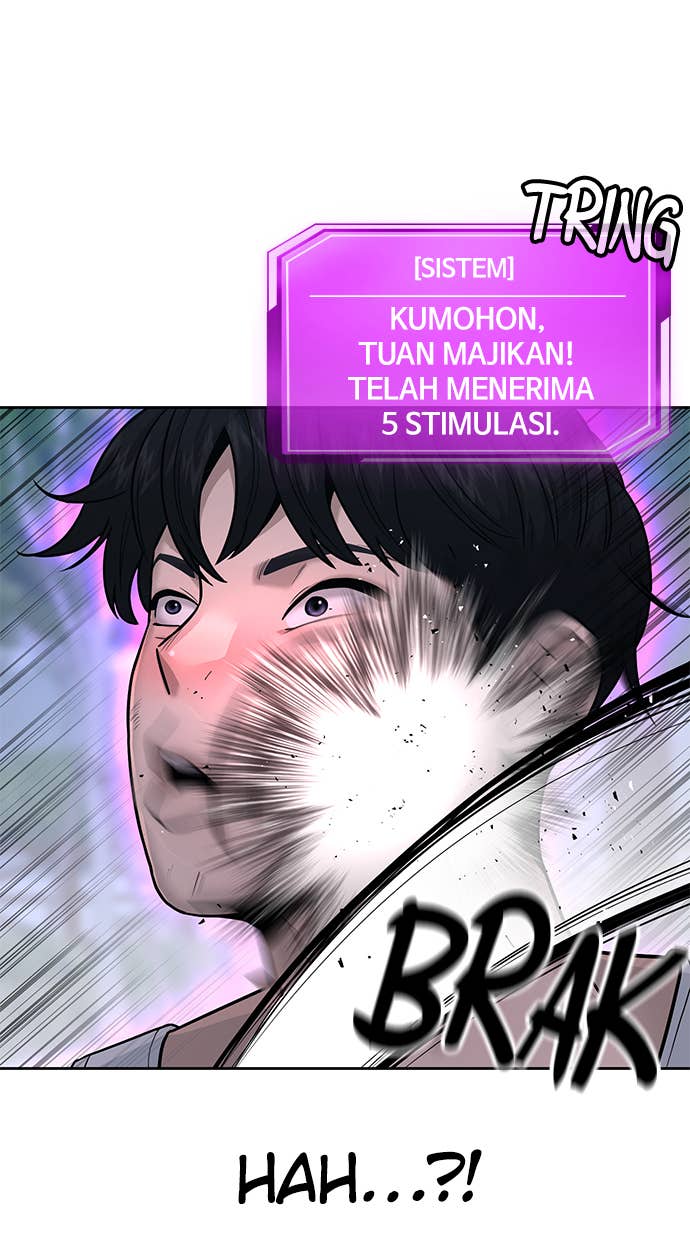 TRING
[SISTEM]
KUMOHON,
TUAN MAJIKAN!
TELAH MENERIMA
5 STIMULASI.
BRAK
HAH...?!